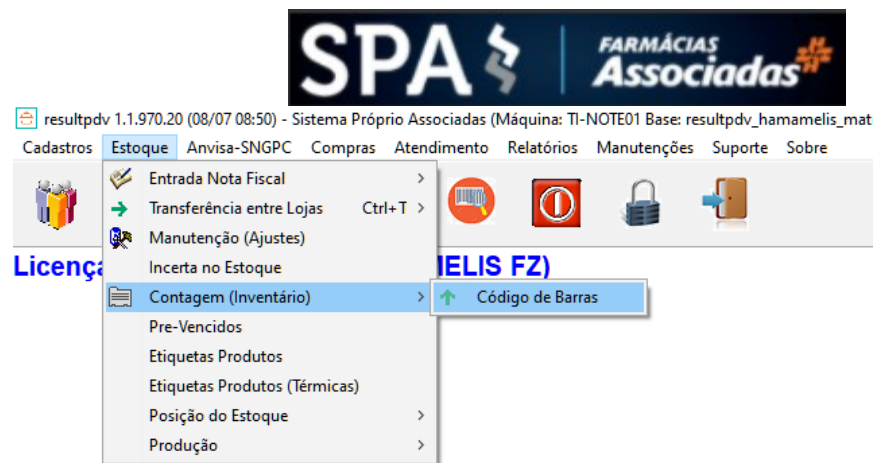 SPA FARMÁCIAS
Associadas
resultpdv 1.1.970.20 (08/07 08:50) - Sistema Próprio Associadas (Máquina: TI-NOTE01 Base: resultpdv_hamamelis_mat
Cadastros Estoque Anvisa-SNGPC Compras Atendimento Relatórios Manutenções Suporte Sobre
Entrada Nota Fiscal
Transferência entre Lojas Ctrl+T
Manutenção (Ajustes)
Licenç IELIS FZ)
Incerta no Estoque
Contagem (Inventário) Código de Barras
Pre-Vencidos
Etiquetas Produtos
Etiquetas Produtos (Térmicas)
Posição do Estoque
Produção